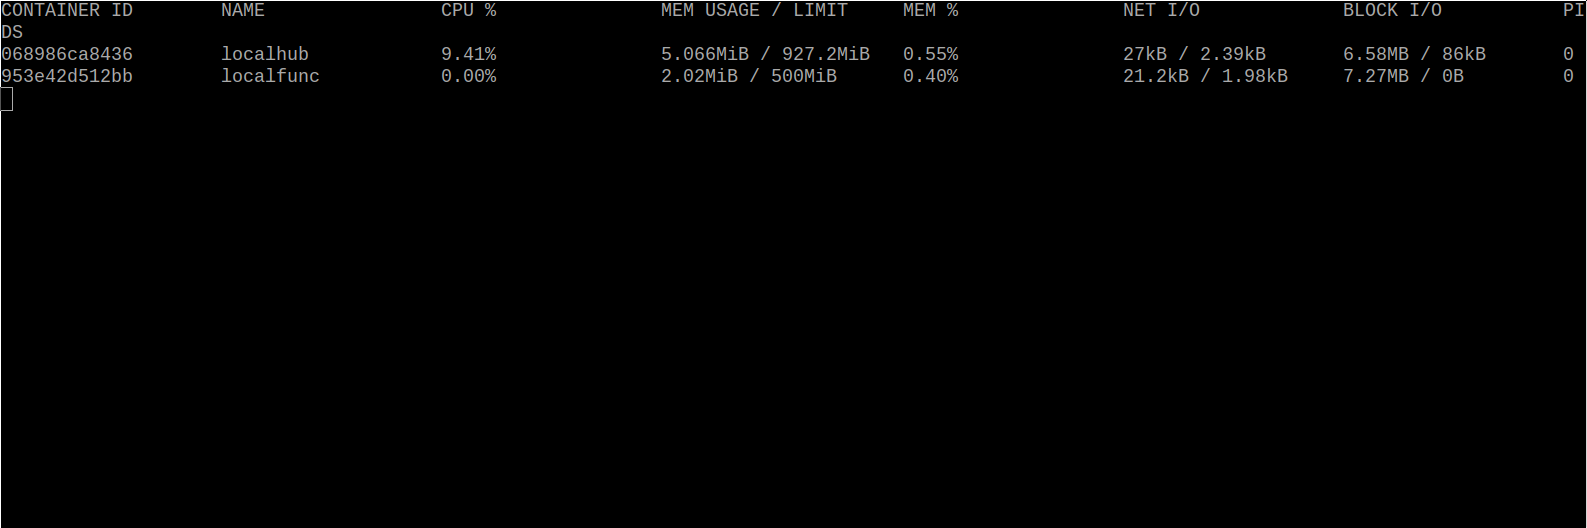 CONTAINER ID        NAME                CPU %               MEM USAGE / LIMIT     MEM %               NET I/O             BLOCK I/O           PI
DS
068986ca8436        localhub            9.41%               5.066MiB / 927.2MiB   0.55%               27kB / 2.39kB       6.58MB / 86kB       0
953e42d512bb        localfunc           0.00%               2.02MiB / 500MiB      0.40%               21.2kB / 1.98kB     7.27MB / 0B         0